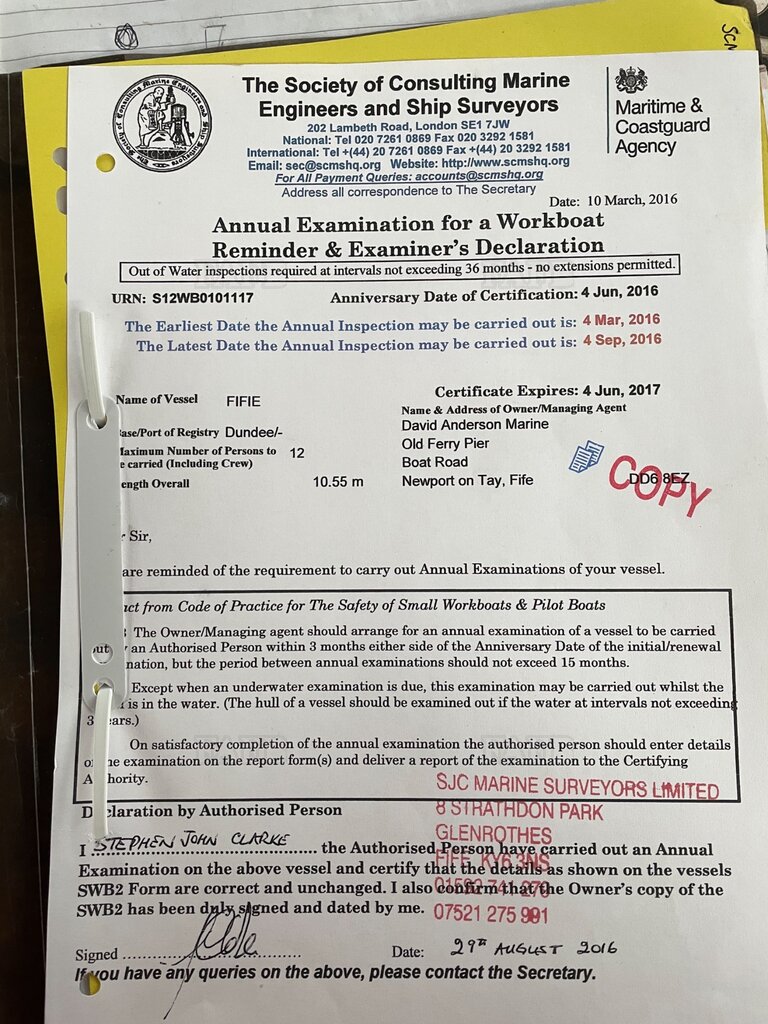 The Society of Consulting Marine
Engineers and Ship Surveyors
202 Lambeth Road, London SE1 7JW
National: Tel 020 7261 0869 Fax 020 3292 1581
International: Tel +(44) 20 7261 0869 Fax +(44) 20 3292 1581
Email: sec@scmshq.org Website: http://www.scmshq.org
For All Payment Queries: accounts@scmshq.org
Address all correspondence to The Secretary
Maritime &
Coastguard
Agency
Date: 10 March, 2016
Annual Examination for a Workboat
Reminder & Examiner's Declaration
Out of Water inspections required at intervals not exceeding 36 months - no extensions permitted.
URN: S12WB0101117 Anniversary Date of Certification: 4 Jun, 2016
The Earliest Date the Annual Inspection may be carried out is: 4 Mar, 2016
The Latest Date the Annual Inspection may be carried out is: 4 Sep, 2016
Certificate Expires: 4 Jun, 2017
Name of Vessel FIFIE
ase/Port of Registry Dundee/-
aximum Number of Persons to
e carried (Including Crew) 12
ength Overall 10.55 m
Name & Address of Owner/Managing Agent
David Anderson Marine
Old Ferry Pier
Boat Road
Newport on Tay, Fife DD6 8EZ
COPY
r Sir,
are reminded of the requirement to carry out Annual Examinations of your vessel.
act from Code of Practice for The Safety of Small Workboats & Pilot Boats
The Owner/Managing agent should arrange for an annual examination of a vessel to be carried
out an Authorised Person within 3 months either side of the Anniversary Date of the initial/renewal
nation, but the period between annual examinations should not exceed 15 months.
Except when an underwater examination is due, this examination may be carried out whilst the
is in the water. (The hull of a vessel should be examined out if the water at intervals not exceeding
3 ears.)
On satisfactory completion of the annual examination the authorised person should enter details
of he examination on the report form(s) and deliver a report of the examination to the Certifying
Authority.
SJC MARINE SURVEYORS LIMITED
8 STRATHDON PARK
GLENROTHES
FIFE KY6 3NS
07521 275 991
Declaration by Authorised Person
I STEPHEN JOHN CLARKE the Authorised Person have carried out an Annual
Examination on the above vessel and certify that the details as shown on the vessels
SWB2 Form are correct and unchanged. I also confirm that the Owner's copy of the
SWB2 has been duly signed and dated by me.
Signed Date: 29th AUGUST 2016
If you have any queries on the above, please contact the Secretary.